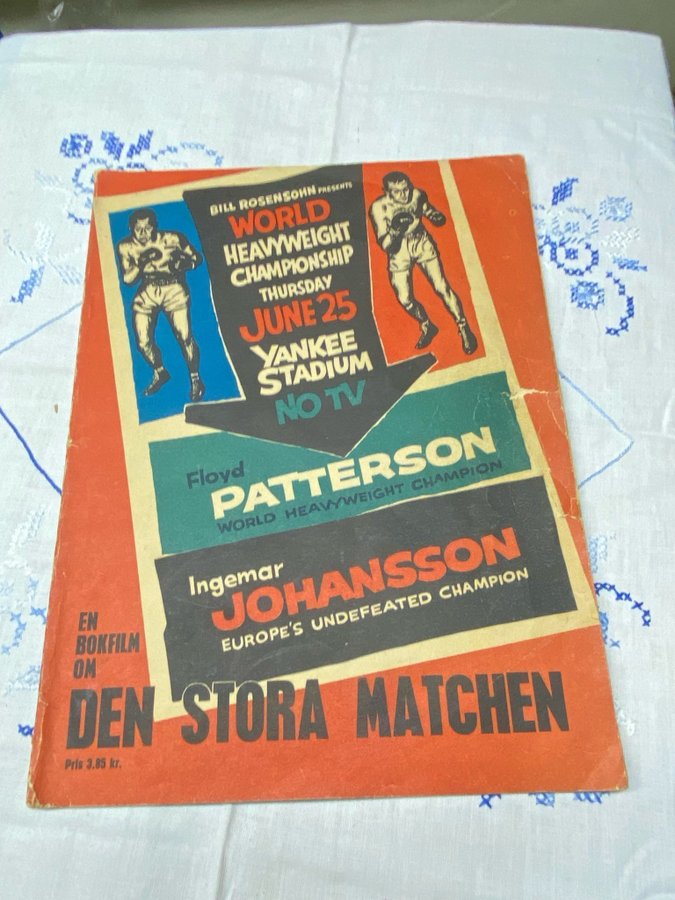 BILL ROSENSOHN PRESENTS
WORLD
HEAVYWEIGHT
CHAMPIONSHIP
THURSDAY
JUNE 25
YANKEE
STADIUM
NO TV
Floyd
PATTERSON
WORLD HEAVYWEIGHT CHAMPION
Ingemar
JOHANSSON
EUROPE'S UNDEFEATED CHAMPION
EN
BOKFILM
OM
DEN STORA MATCHEN
Pris 3.85 kr.